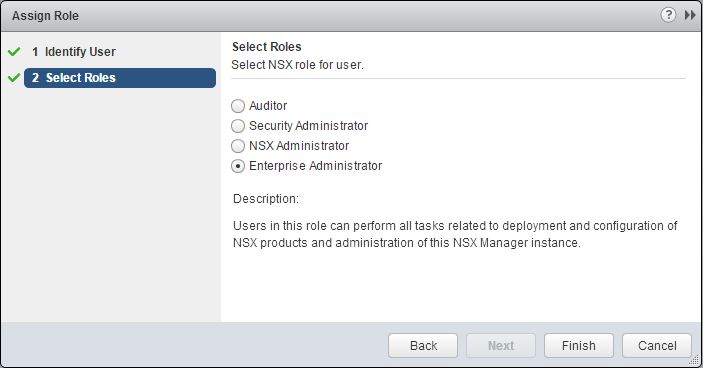 Assign Role
?
1 Identify User
2 Select Roles
Select Roles
Select NSX role for user.
Auditor
Security Administrator
NSX Administrator
Enterprise Administrator
Description:
Users in this role can perform all tasks related to deployment and configuration of
NSX products and administration of this NSX Manager instance.
Back
Next
Finish
Cancel